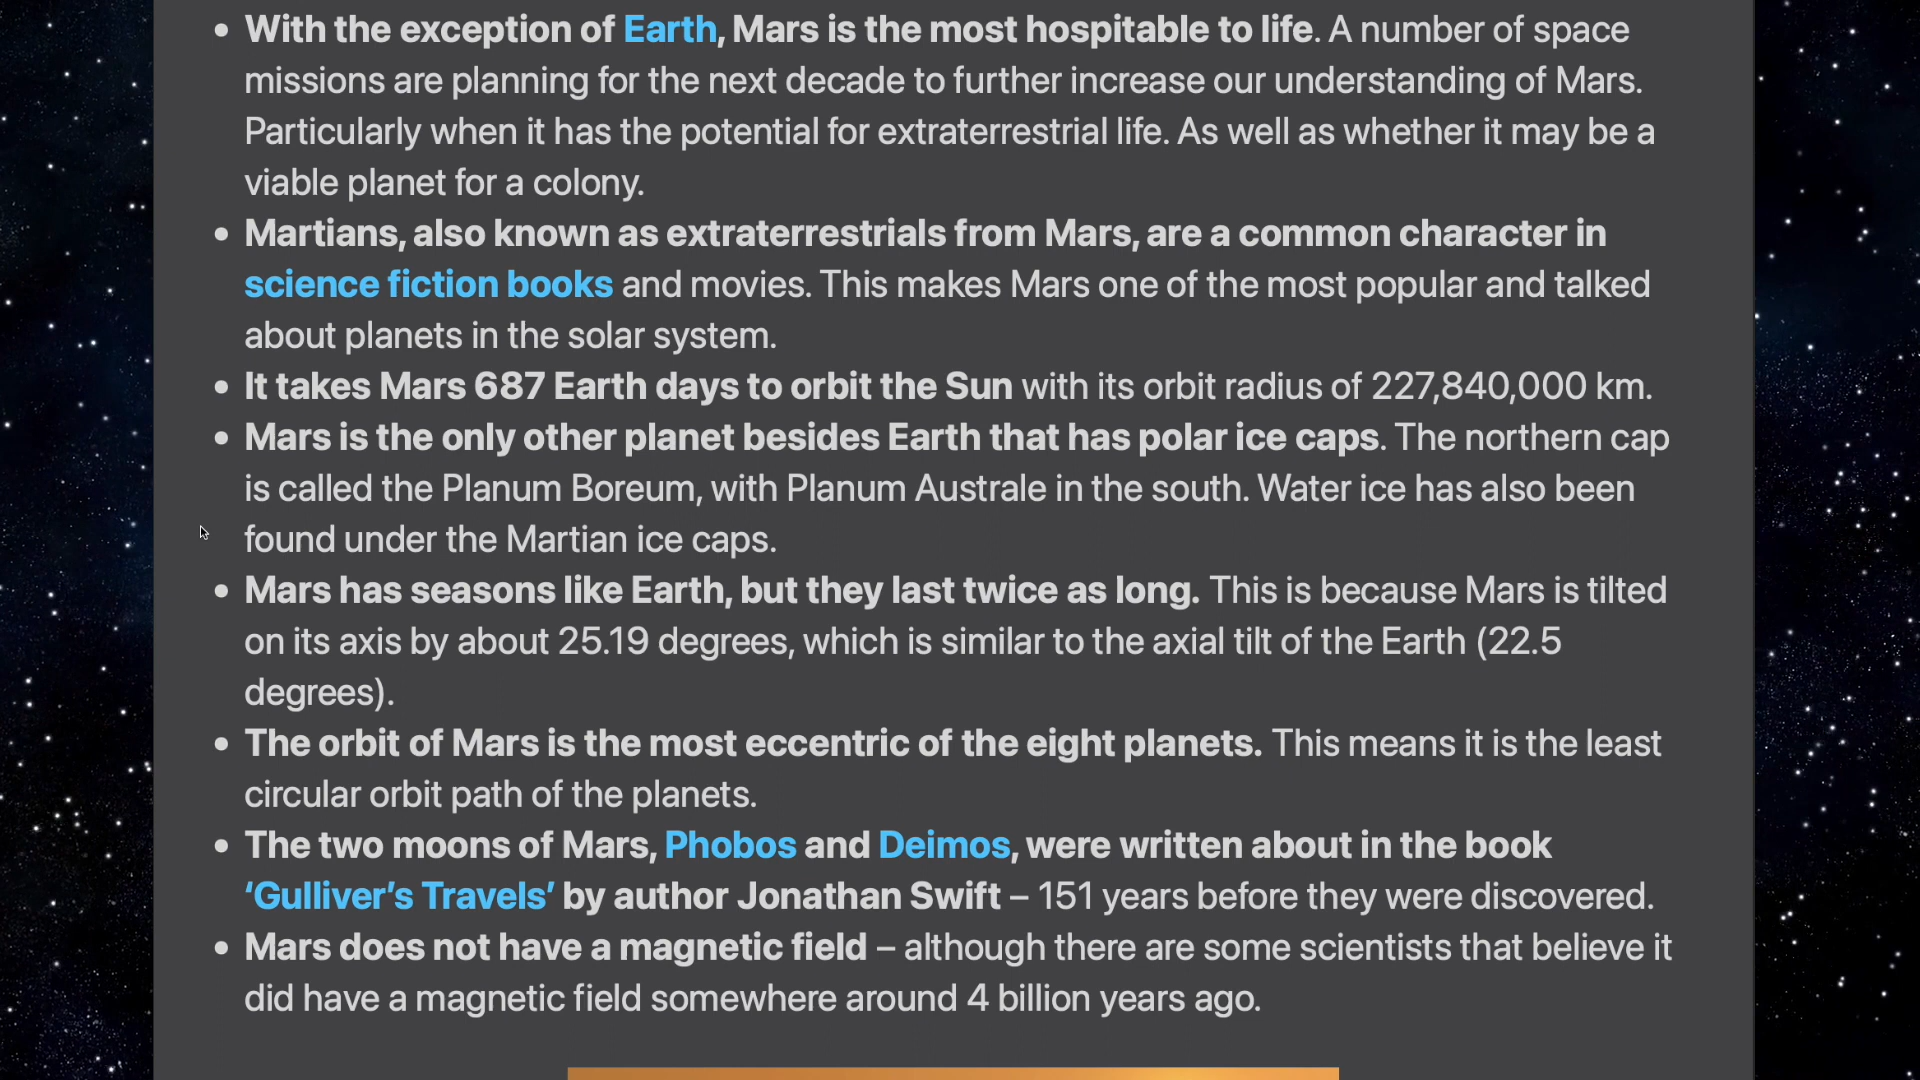 • With the exception of Earth, Mars is the most hospitable to life. A number of space
missions are planning for the next decade to further increase our understanding of Mars.
Particularly when it has the potential for extraterrestrial life. As well as whether it may be a
viable planet for a colony.
• Martians, also known as extraterrestrials from Mars, are a common character in
science fiction books and movies. This makes Mars one of the most popular and talked
about planets in the solar system.
• It takes Mars 687 Earth days to orbit the Sun with its orbit radius of 227,840,000 km.
• Mars is the only other planet besides Earth that has polar ice caps. The northern cap
is called the Planum Boreum, with Planum Australe in the south. Water ice has also been
found under the Martian ice caps.
• Mars has seasons like Earth, but they last twice as long. This is because Mars is tilted
on its axis by about 25.19 degrees, which is similar to the axial tilt of the Earth (22.5
degrees).
• The orbit of Mars is the most eccentric of the eight planets. This means it is the least
circular orbit path of the planets.
• The two moons of Mars, Phobos and Deimos, were written about in the book
‘Gulliver’s Travels’ by author Jonathan Swift – 151 years before they were discovered.
• Mars does not have a magnetic field – although there are some scientists that believe it
did have a magnetic field somewhere around 4 billion years ago.